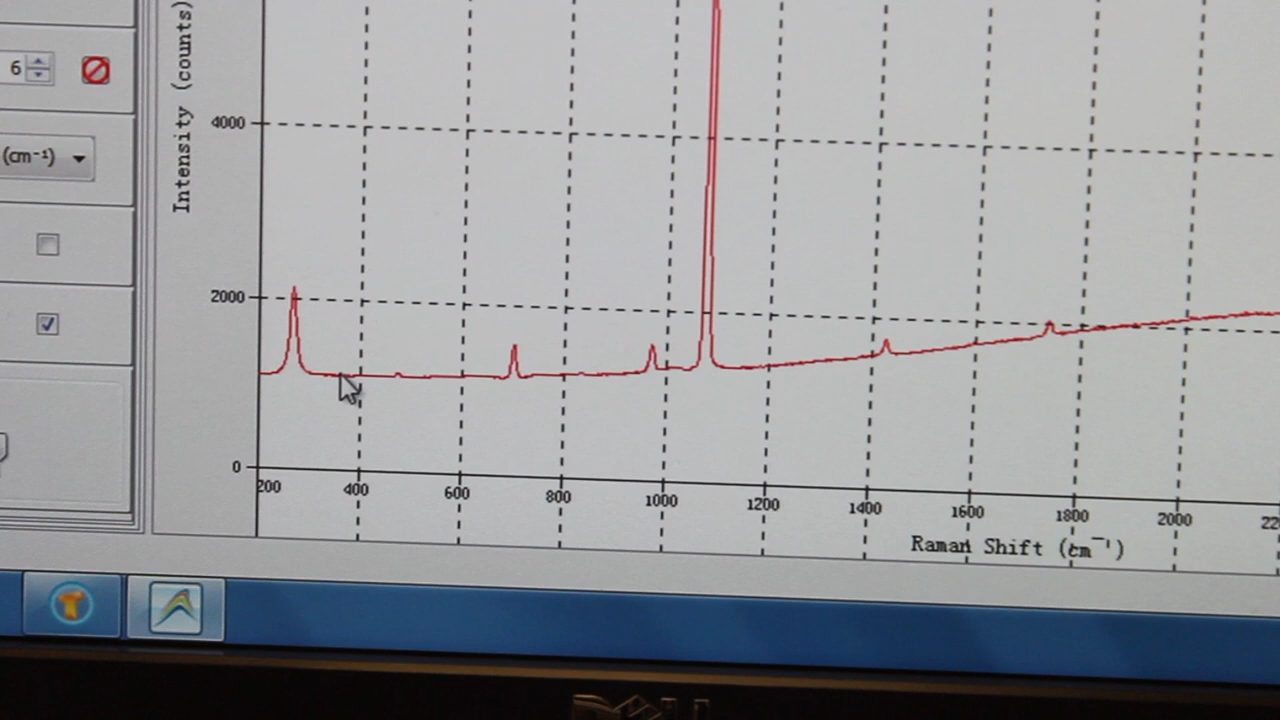 6
Intensity (counts)
4000
(cm⁻¹)
2000
0
200 400 600 800 1000 1200 1400 1600 1800 2000
Raman Shift (cm⁻¹)
DELL